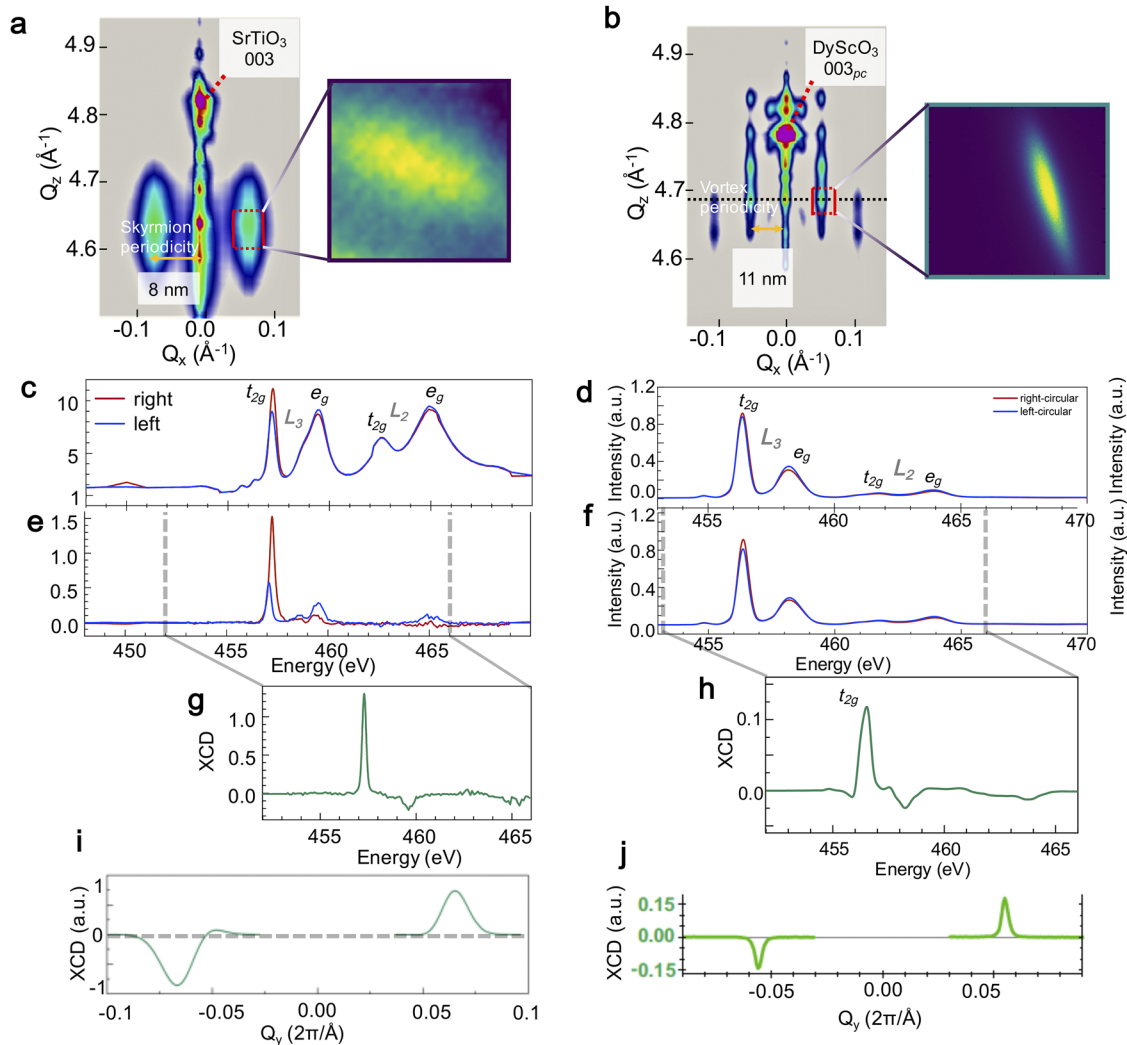 a
4.9
4.8
4.7
4.6
Q_z (Å⁻¹)
SrTiO₃
003
Skyrmion
periodicity
8 nm
-0.1
0.0
0.1
Qₓ (Å⁻¹)
b
4.9
4.8
4.7
4.6
Q_z (Å⁻¹)
DyScO₃
003_pc
Vortex
periodicity
11 nm
-0.1
0.0
0.1
Qₓ (Å⁻¹)
c
right
left
10
5
1
t₂g
L₃
e_g
t₂g
L₂
e_g
d
Intensity (a.u.)
1.2
0.8
0.4
0.0
t₂g
L₃
e_g
t₂g
L₂
e_g
right-circular
left-circular
455
460
465
470
Intensity (a.u.)
e
1.5
1.0
0.5
0.0
450
455
460
465
Energy (eV)
f
Intensity (a.u.)
1.2
0.8
0.4
0.0
455
460
465
470
Energy (eV)
Intensity (a.u.)
g
XCD
1.0
0.5
0.0
455
460
465
Energy (eV)
h
XCD
0.1
0.0
t₂g
455
460
465
Energy (eV)
i
XCD (a.u.)
1
0
-1
-0.1
-0.05
0.00
0.05
0.1
Q_y (2π/Å)
j
XCD (a.u.)
0.15
0.00
-0.15
-0.05
0.00
0.05
Q_y (2π/Å)